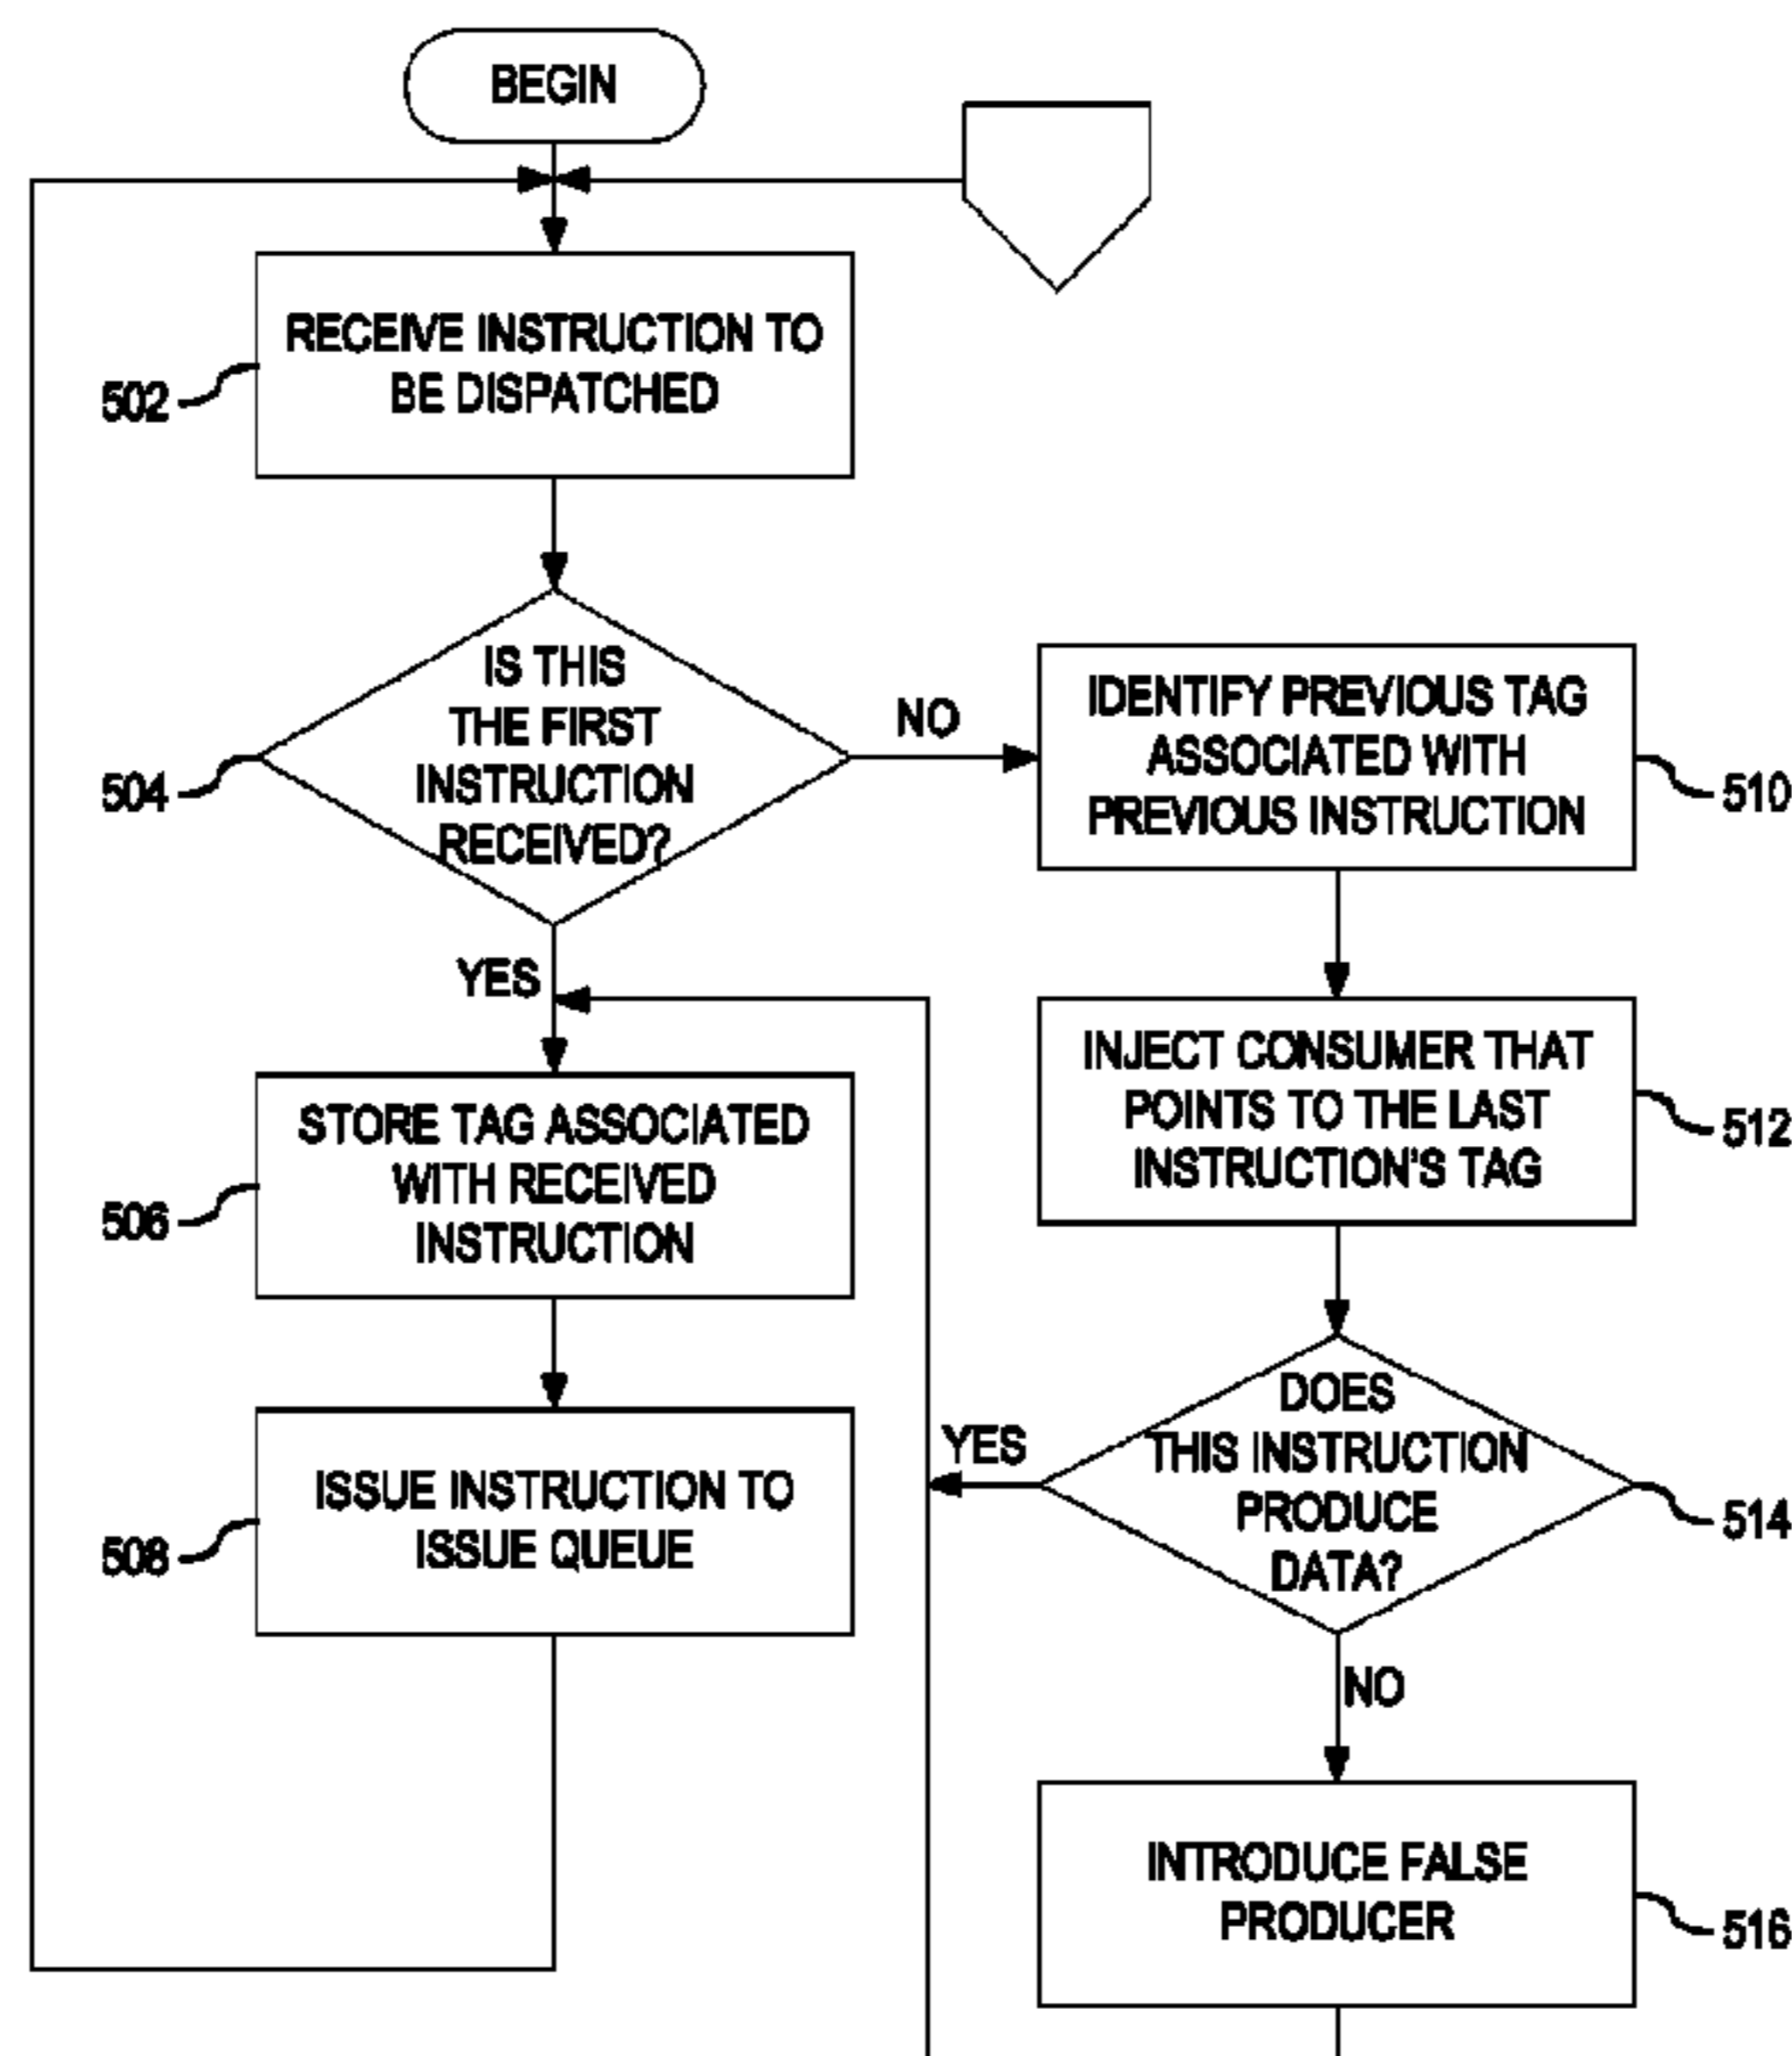 BEGIN
RECEIVE INSTRUCTION TO
BE DISPATCHED
502
IS THIS
THE FIRST
INSTRUCTION
RECEIVED?
504
NO
YES
STORE TAG ASSOCIATED
WITH RECEIVED
INSTRUCTION
506
ISSUE INSTRUCTION TO
ISSUE QUEUE
508
IDENTIFY PREVIOUS TAG
ASSOCIATED WITH
PREVIOUS INSTRUCTION
510
INJECT CONSUMER THAT
POINTS TO THE LAST
INSTRUCTION'S TAG
512
DOES
THIS INSTRUCTION
PRODUCE
DATA?
514
YES
NO
INTRODUCE FALSE
PRODUCER
516